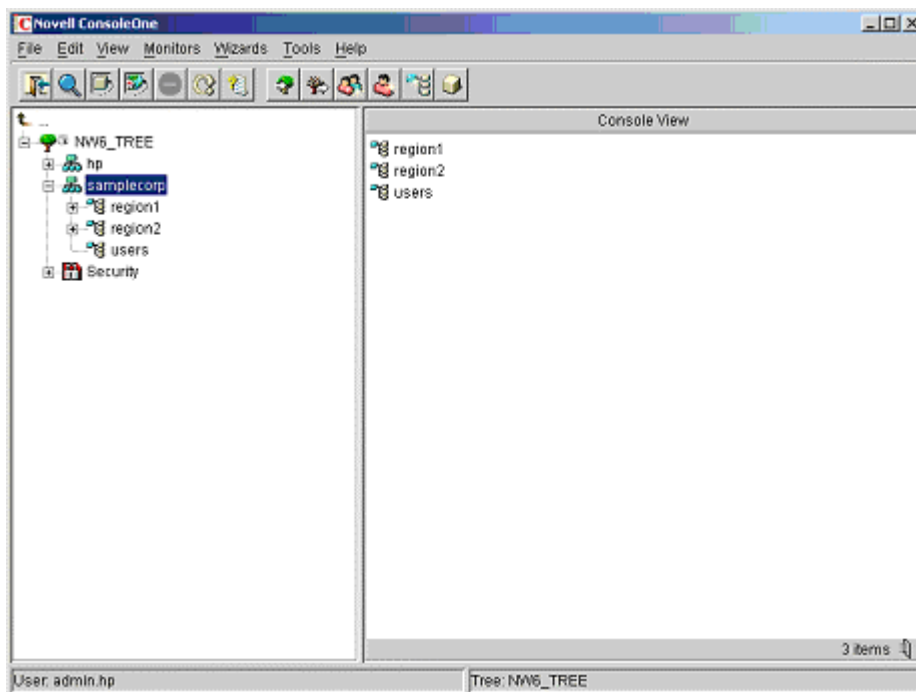 Novell ConsoleOne
File Edit View Monitors Wizards Tools Help
...
NW6_TREE
hp
samplecorp
region1
region2
users
Security
Console View
region1
region2
users
3 items
User: admin.hp
Tree: NW6_TREE